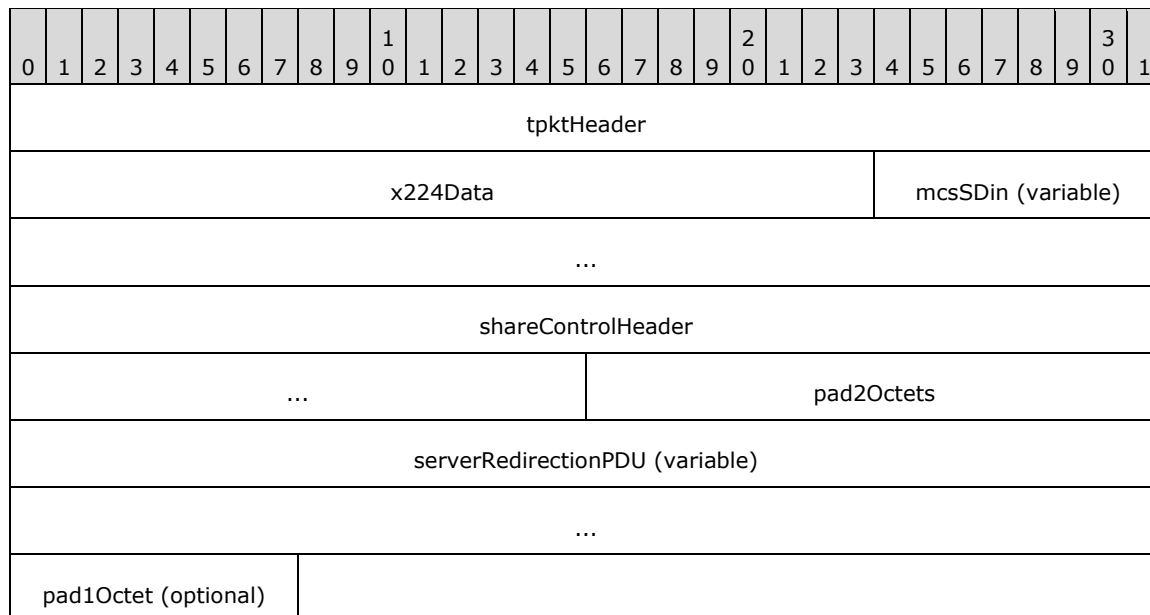 1 2 3
0 1 2 3 4 5 6 7 8 9 0 1 2 3 4 5 6 7 8 9 0 1 2 3 4 5 6 7 8 9 0 1
tpktHeader
x224Data mcsSDin (variable)
...
shareControlHeader
... pad2Octets
serverRedirectionPDU (variable)
...
pad1Octet (optional)